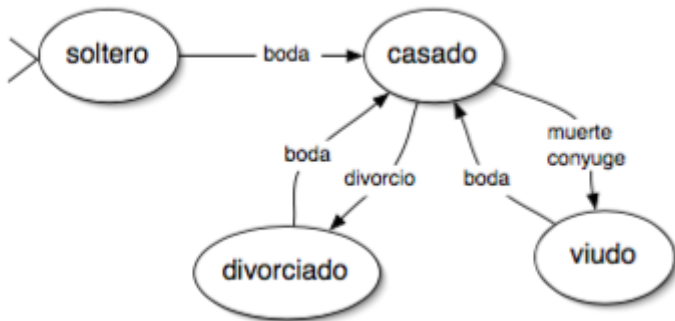 soltero
boda
casado
muerte
conyuge
boda
divorcio
boda
divorciado
viudo